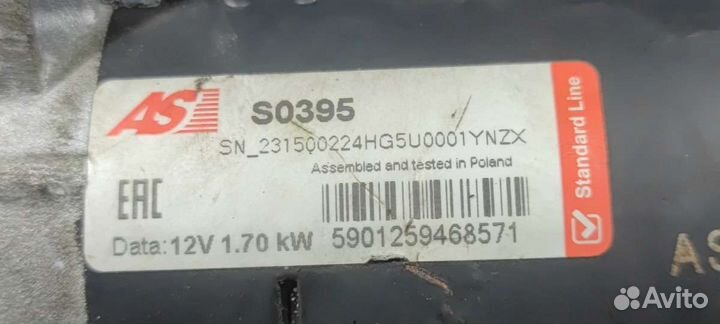 AS
S0395
SN_231500224HG5U0001YNZX
Assembled and tested in Poland
EAC
Data: 12V 1.70 kW
5901259468571
Standard Line
AS
Avito